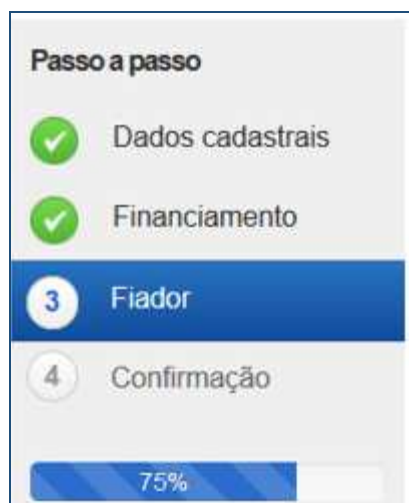 Passo a passo
Dados cadastrais
Financiamento
3 Fiador
4 Confirmação
75%